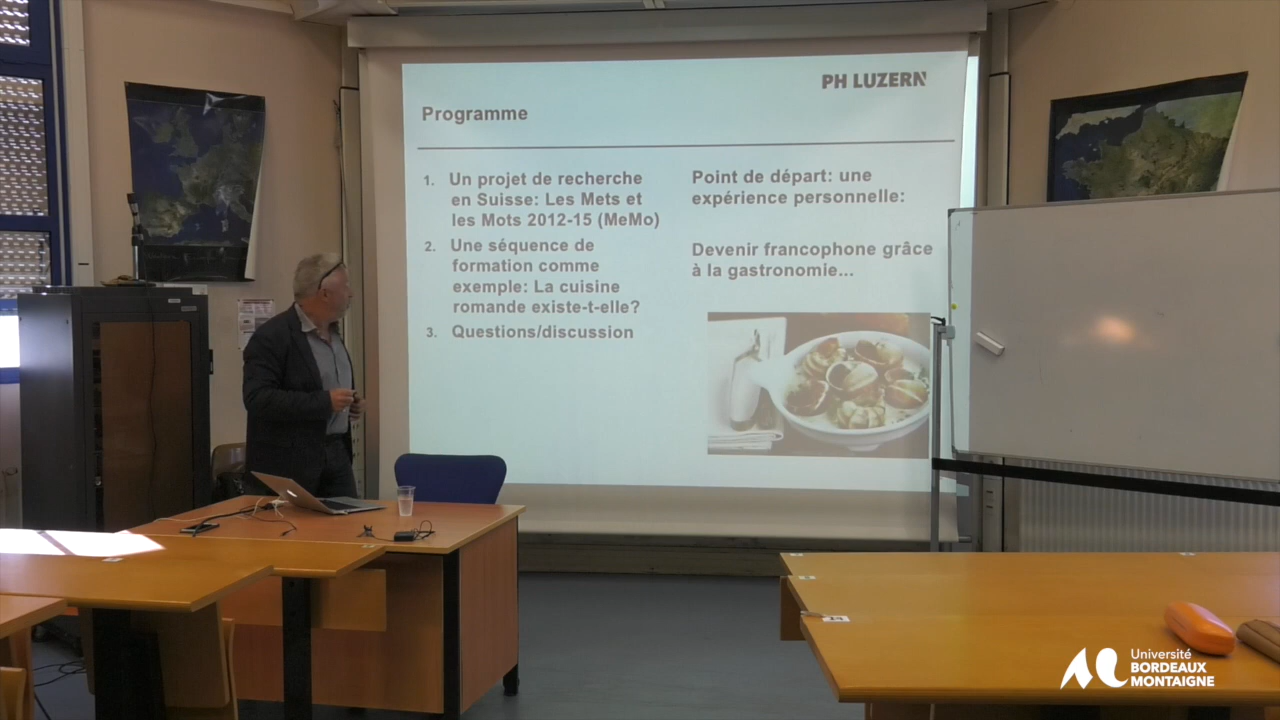 PH LUZERN
Programme
1. Un projet de recherche
en Suisse: Les Mets et
les Mots 2012-15 (MeMo)
2. Une séquence de
formation comme
exemple: La cuisine
romande existe-t-elle?
3. Questions/discussion
Point de départ: une
expérience personnelle:
Devenir francophone grâce
à la gastronomie...
Université
BORDEAUX
MONTAIGNE